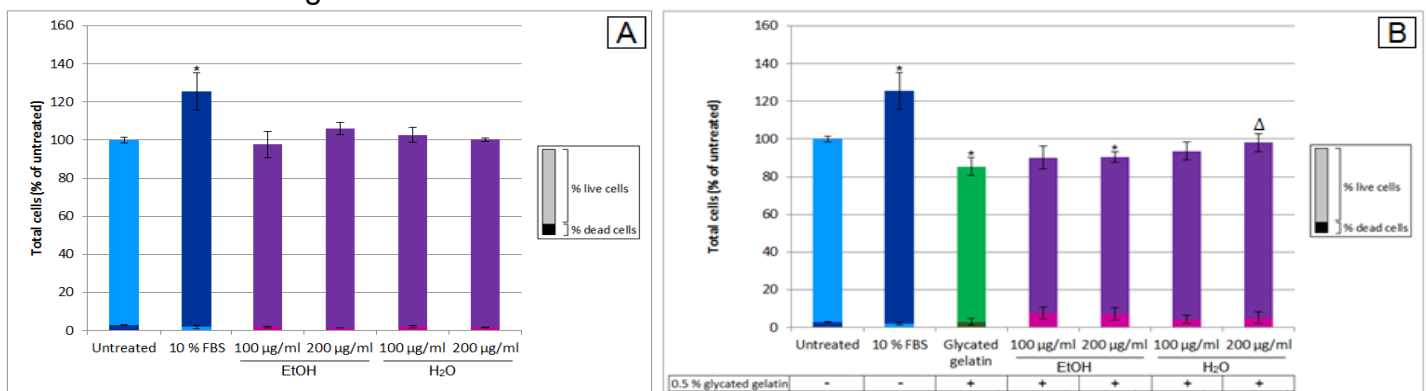 A
Total cells (% of untreated)
160
140
120
100
80
60
40
20
0
*
Untreated
10 % FBS
100 µg/ml
200 µg/ml
100 µg/ml
200 µg/ml
EtOH
H₂O
% live cells
% dead cells
B
Total cells (% of untreated)
160
140
120
100
80
60
40
20
0
*
*
*
Δ
Untreated
10 % FBS
Glycated
gelatin
100 µg/ml
200 µg/ml
100 µg/ml
200 µg/ml
EtOH
H₂O
0.5 % glycated gelatin - - + + + + +
% live cells
% dead cells